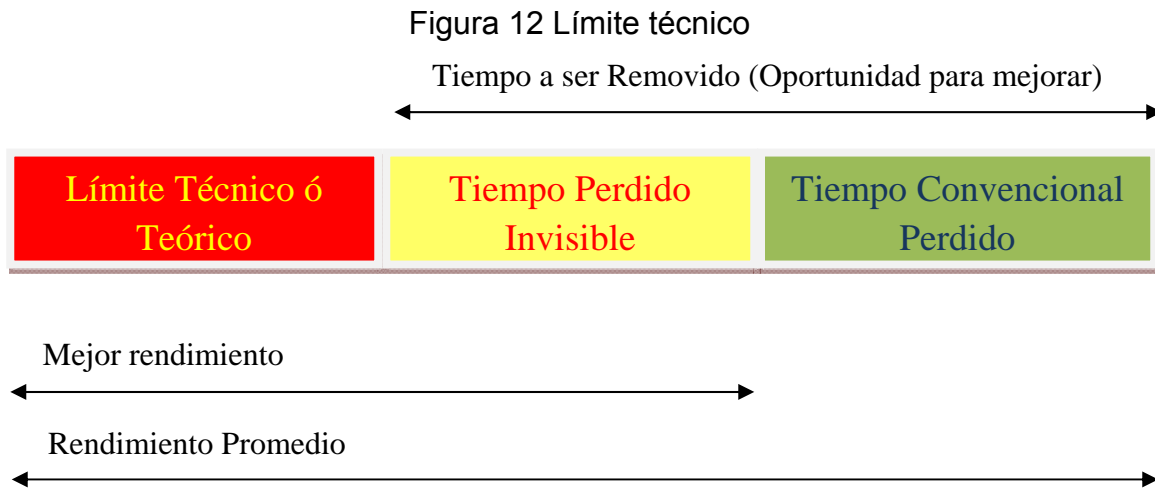 Figura 12 Límite técnico
Tiempo a ser Removido (Oportunidad para mejorar)
Límite Técnico ó
Teórico
Tiempo Perdido
Invisible
Tiempo Convencional
Perdido
Mejor rendimiento
Rendimiento Promedio